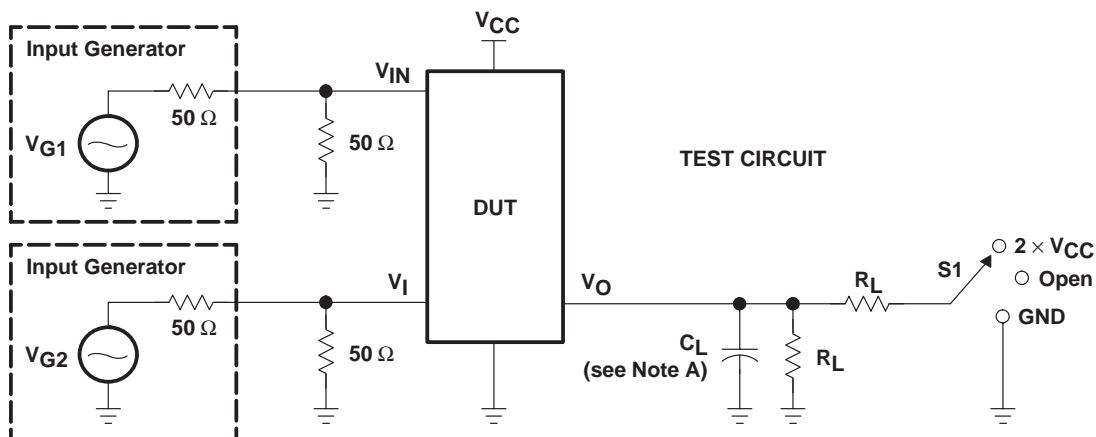 Input Generator
VCC
VIN
50 Ω
VG1
50 Ω
TEST CIRCUIT
DUT
Input Generator
VI
50 Ω
VG2
50 Ω
VO
RL
S1
2 × VCC
Open
GND
CL
(see Note A)
RL